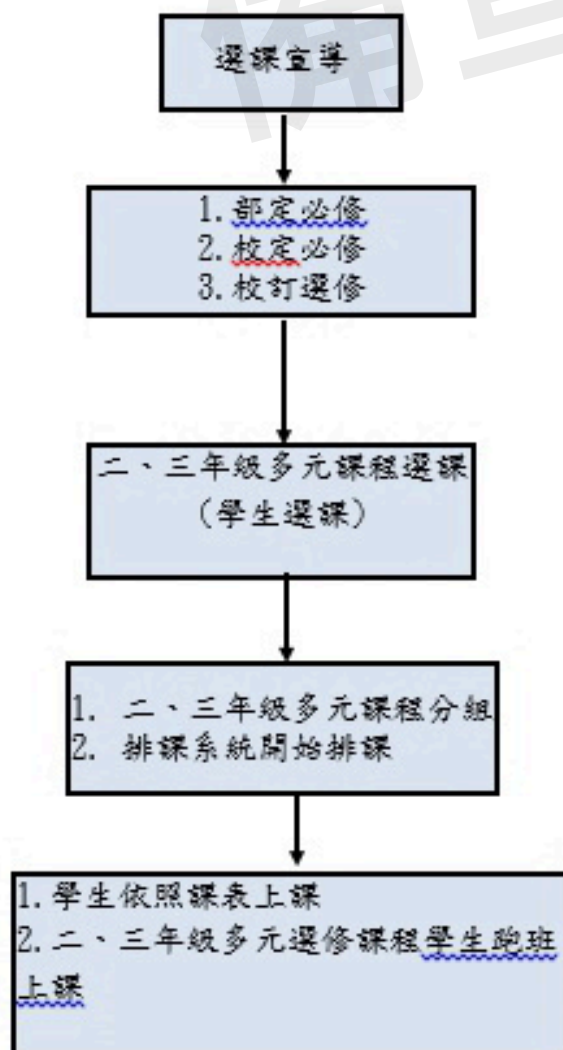 選課宣導
1.部定必修
2.校定必修
3.校訂選修
二、三年級多元課程選課
(學生選課)
1. 二、三年級多元課程分組
2. 排課系統開始排課
1.學生依照課表上課
2.二、三年級多元選修課程學生跑班
上課